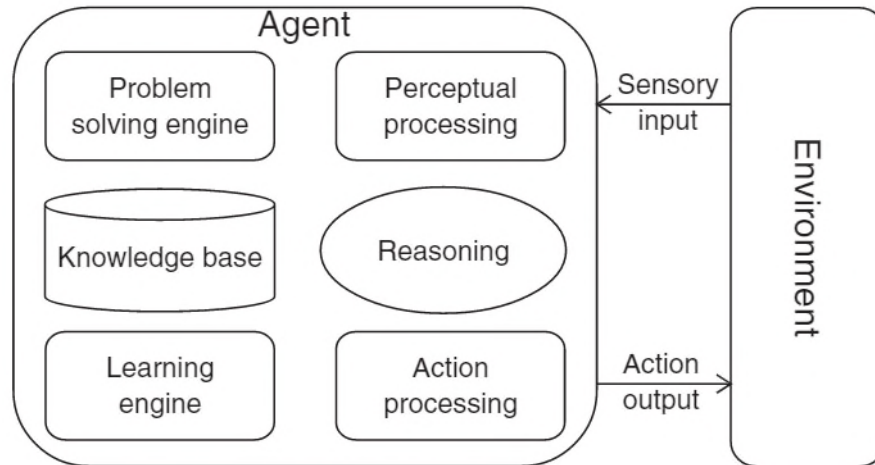 Agent
Problem
solving engine
Perceptual
processing
Knowledge base
Reasoning
Learning
engine
Action
processing
Sensory
input
Action
output
Environment